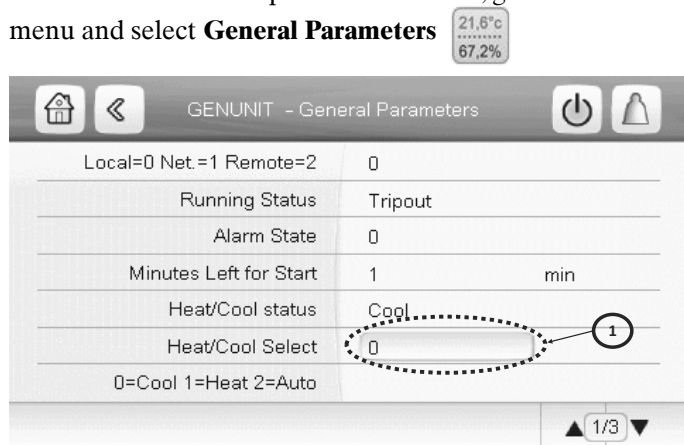 menu and select General Parameters
21,6°c
67,2%
GENUNIT - General Parameters
Local=0 Net.=1 Remote=2 0
Running Status Tripout
Alarm State 0
Minutes Left for Start 1 min
Heat/Cool status Cool
Heat/Cool Select 0
1
0=Cool 1=Heat 2=Auto
1/3